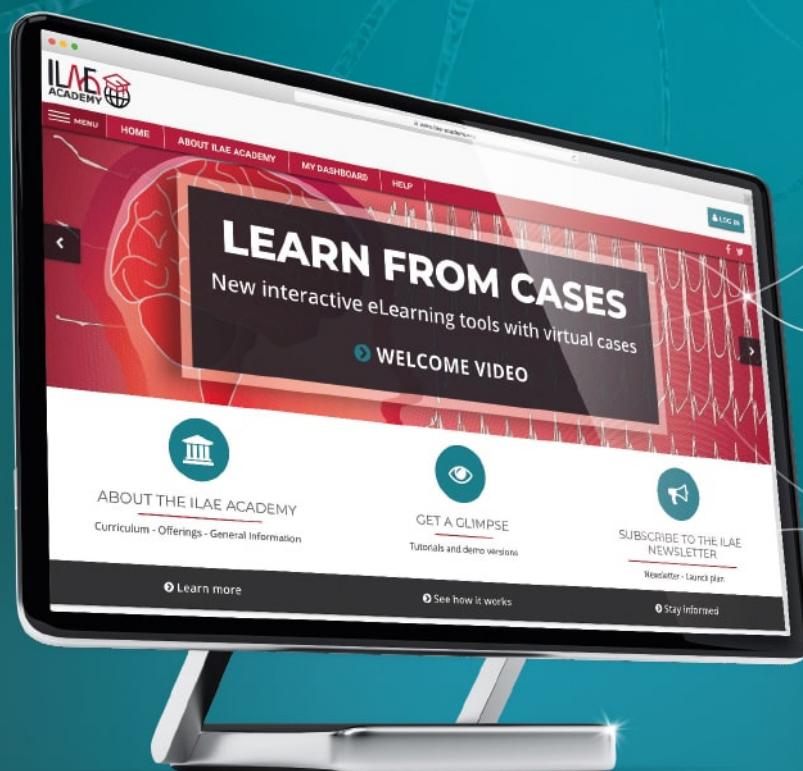 ILAE
ACADEMY
MENU
HOME
ABOUT ILAE ACADEMY
MY DASHBOARD
HELP
LOG IN
LEARN FROM CASES
New interactive eLearning tools with virtual cases
WELCOME VIDEO
ABOUT THE ILAE ACADEMY
Curriculum - Offerings - General Information
GET A GLIMPSE
Tutorials and demo versions
SUBSCRIBE TO THE ILAE
NEWSLETTER
Newsletter - Launch plan
Learn more
See how it works
Stay informed